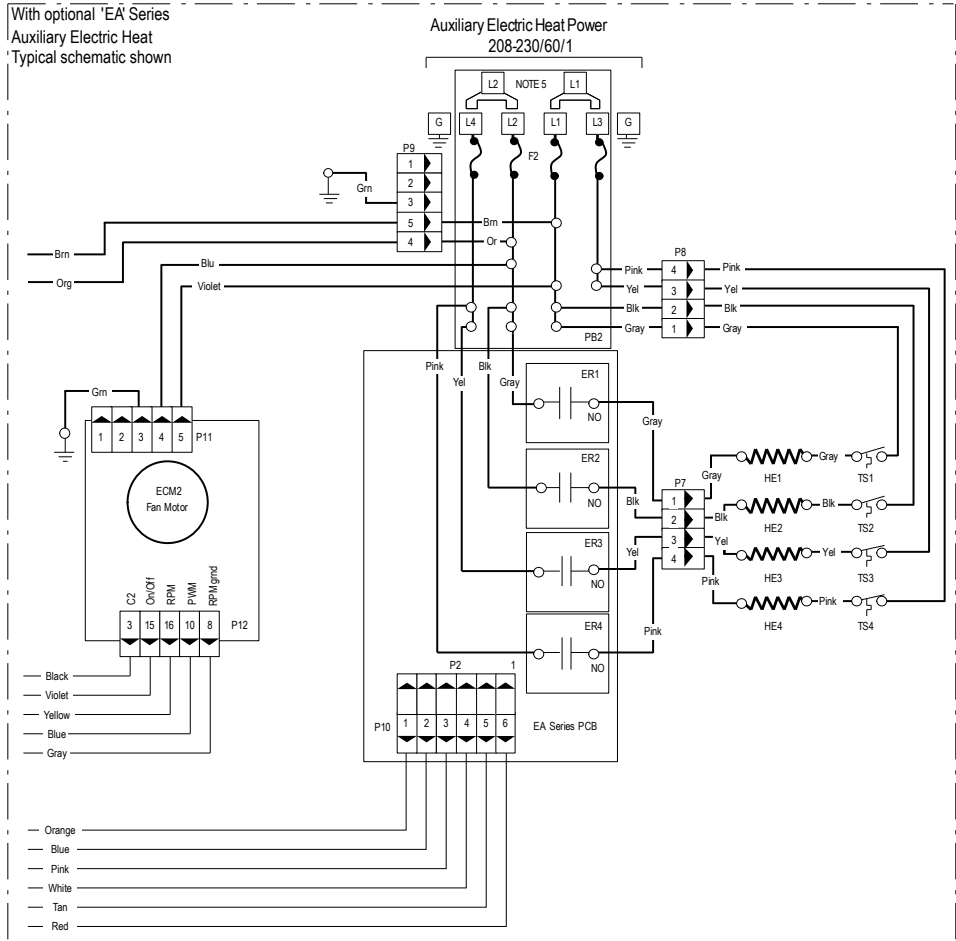 With optional 'EA' Series
Auxiliary Electric Heat
Typical schematic shown
Auxiliary Electric Heat Power
208-230/60/1
L2 NOTE 5 L1
G L4 L2 L1 L3 G
F2
P9
1
2
3
5
4
Grn
Brn
Or
Brn
Org
Blu
Violet
P8
Pink 4 Pink
Yel 3 Yel
Blk 2 Blk
Gray 1 Gray
PB2
Pink
Yel
Blk
Gray
ER1
NO
Gray
ER2
NO
Blk
ER3
NO
Yel
ER4
NO
Pink
Grn
1 2 3 4 5 P11
ECM2
Fan Motor
C2 On/Off RPM PWM RPMgrnd
3 15 16 10 8 P12
Black
Violet
Yellow
Blue
Gray
P7
1
2
3
4
Gray
Blk
Yel
Pink
Gray
HE1 TS1
Blk
HE2 TS2
Yel
HE3 TS3
Pink
HE4 TS4
P2 1
P10 1 2 3 4 5 6
EA Series PCB
Orange
Blue
Pink
White
Tan
Red